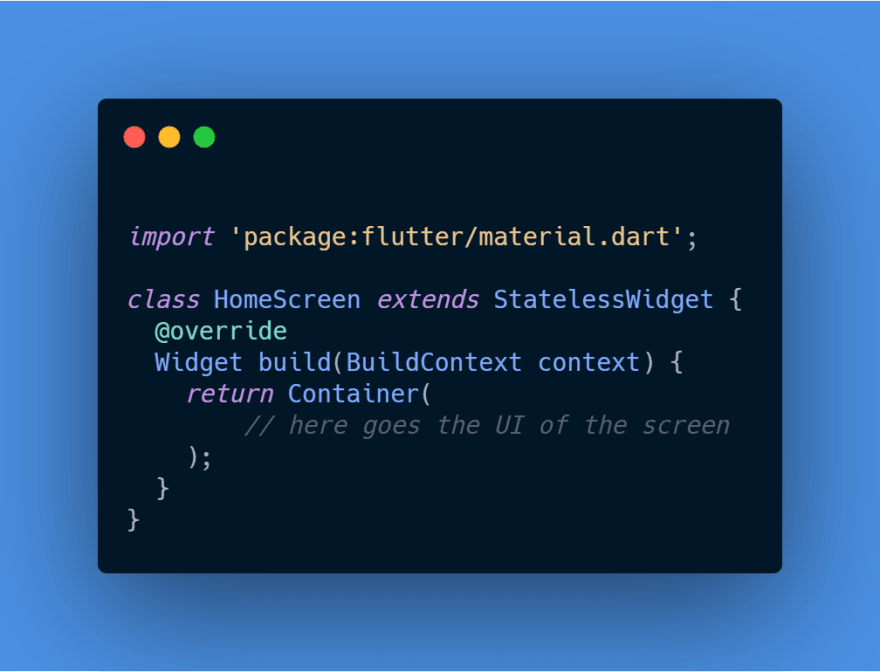 import 'package:flutter/material.dart';
class HomeScreen extends StatelessWidget {
  @override
  Widget build(BuildContext context) {
    return Container(
        // here goes the UI of the screen
    );
  }
}